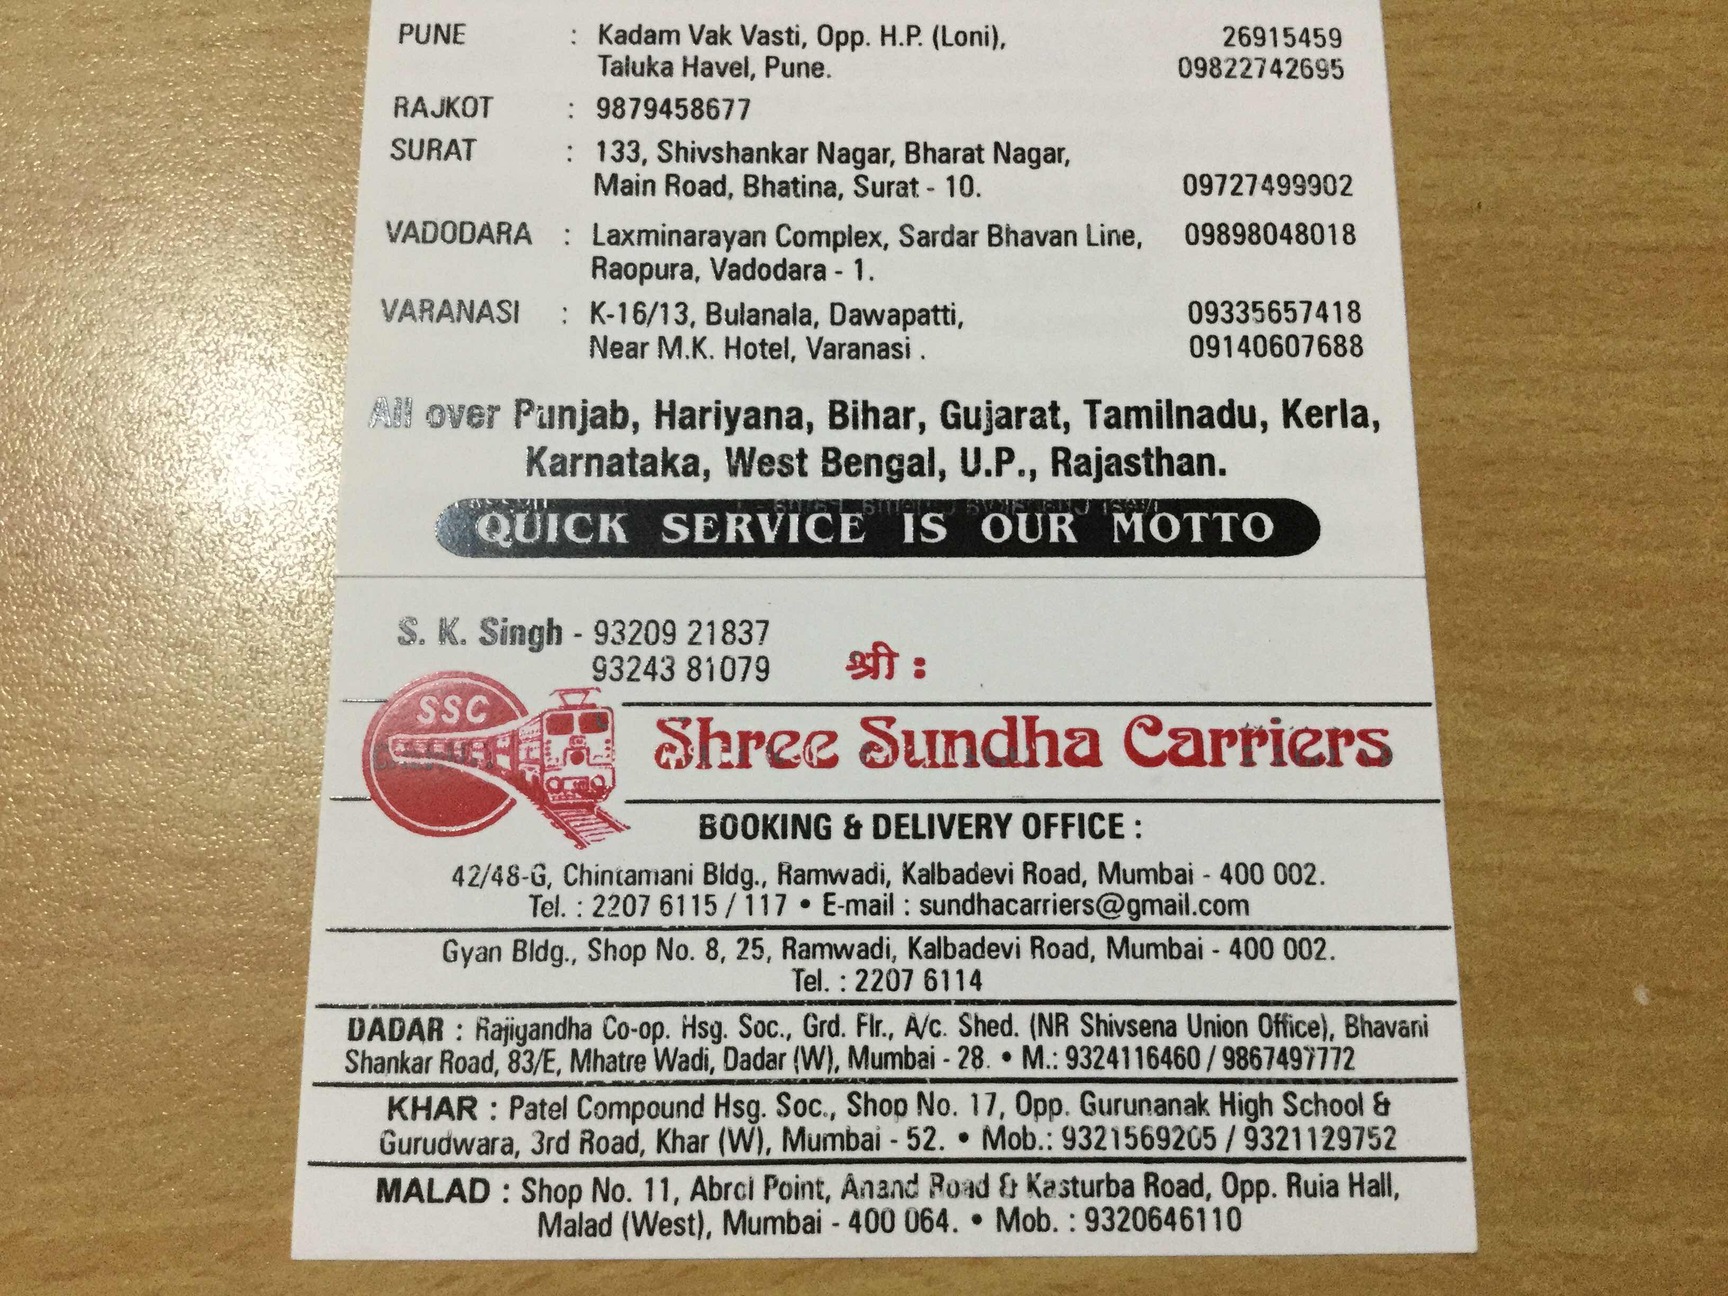 PUNE : Kadam Vak Vasti, Opp. H.P. (Loni), 26915459
Taluka Havel, Pune. 09822742695
RAJKOT : 9879458677
SURAT : 133, Shivshankar Nagar, Bharat Nagar,
Main Road, Bhatina, Surat - 10. 09727499902
VADODARA : Laxminarayan Complex, Sardar Bhavan Line, 09898048018
Raopura, Vadodara - 1.
VARANASI : K-16/13, Bulanala, Dawapatti, 09335657418
Near M.K. Hotel, Varanasi . 09140607688
All over Punjab, Hariyana, Bihar, Gujarat, Tamilnadu, Kerla,
Karnataka, West Bengal, U.P., Rajasthan.
QUICK SERVICE IS OUR MOTTO
S. K. Singh - 93209 21837
93243 81079 श्री :
SSC
Shree Sundha Carriers
BOOKING & DELIVERY OFFICE :
42/48-G, Chintamani Bldg., Ramwadi, Kalbadevi Road, Mumbai - 400 002.
Tel. : 2207 6115 / 117 • E-mail : sundhacarriers@gmail.com
Gyan Bldg., Shop No. 8, 25, Ramwadi, Kalbadevi Road, Mumbai - 400 002.
Tel. : 2207 6114
DADAR : Rajigandha Co-op. Hsg. Soc., Grd. Flr., A/c. Shed. (NR Shivsena Union Office), Bhavani
Shankar Road, 83/E, Mhatre Wadi, Dadar (W), Mumbai - 28. • M.: 9324116460 / 9867497772
KHAR : Patel Compound Hsg. Soc., Shop No. 17, Opp. Gurunanak High School &
Gurudwara, 3rd Road, Khar (W), Mumbai - 52. • Mob.: 9321569205 / 9321129752
MALAD : Shop No. 11, Abrol Point, Anand Road & Kasturba Road, Opp. Ruia Hall,
Malad (West), Mumbai - 400 064. • Mob. : 9320646110